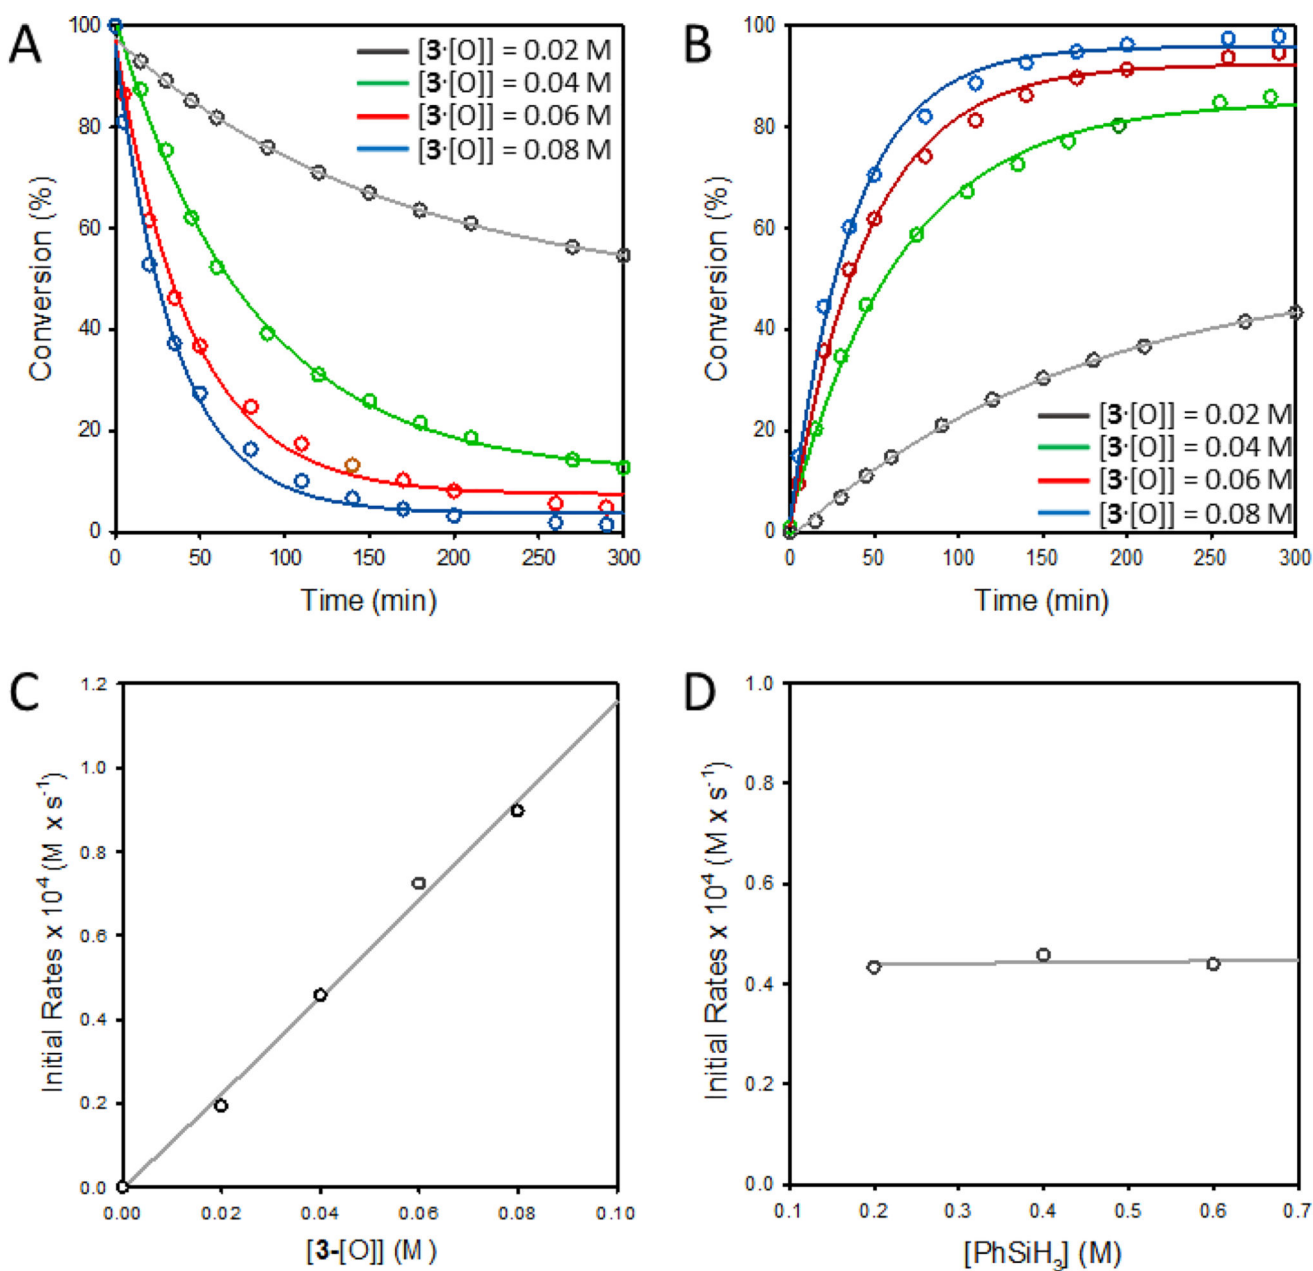 A
[3·[O]] = 0.02 M
[3·[O]] = 0.04 M
[3·[O]] = 0.06 M
[3·[O]] = 0.08 M
Conversion (%)
100
80
60
40
20
0
0 50 100 150 200 250 300
Time (min)
B
[3·[O]] = 0.02 M
[3·[O]] = 0.04 M
[3·[O]] = 0.06 M
[3·[O]] = 0.08 M
Conversion (%)
100
80
60
40
20
0
0 50 100 150 200 250 300
Time (min)
C
Initial Rates x 10⁴ (M x s⁻¹)
1.2
1.0
0.8
0.6
0.4
0.2
0.0
0.00 0.02 0.04 0.06 0.08 0.10
[3-[O]] (M)
D
Initial Rates x 10⁴ (M x s⁻¹)
1.0
0.8
0.6
0.4
0.2
0.0
0.1 0.2 0.3 0.4 0.5 0.6 0.7
[PhSiH₃] (M)